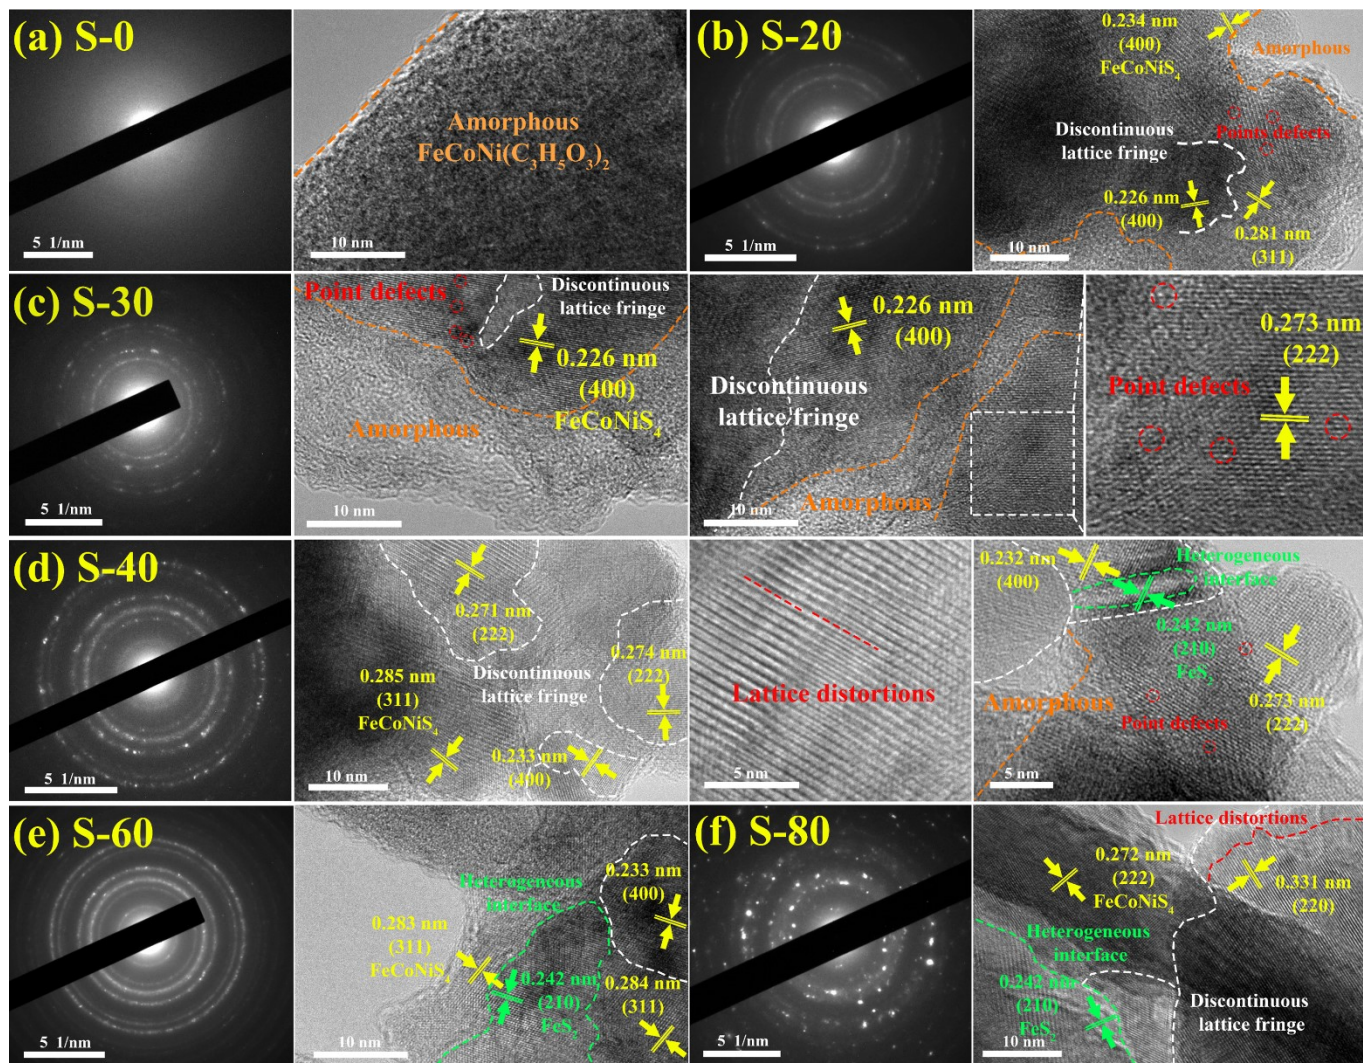 (a) S-0
5 1/nm
Amorphous
FeCoNi(C₃H₅O₃)₂
10 nm
(b) S-20
5 1/nm
0.234 nm
(400)
FeCoNiS₄
Amorphous
Points defects
Discontinuous
lattice fringe
0.226 nm
(400)
0.281 nm
(311)
10 nm
(c) S-30
5 1/nm
Point defects
Discontinuous
lattice fringe
0.226 nm
(400)
FeCoNiS₄
Amorphous
10 nm
0.226 nm
(400)
Discontinuous
lattice fringe
Amorphous
10 nm
0.273 nm
(222)
Point defects
(d) S-40
5 1/nm
0.271 nm
(222)
0.274 nm
(222)
Discontinuous
lattice fringe
0.285 nm
(311)
FeCoNiS₄
0.233 nm
(400)
10 nm
Lattice distortions
5 nm
0.232 nm
(400)
Heterogeneous
interface
0.242 nm
(210)
FeS₂
0.273 nm
(222)
Amorphous
Point defects
5 nm
(e) S-60
5 1/nm
0.233 nm
(400)
Heterogeneous
interface
0.283 nm
(311)
FeCoNiS₄
0.242 nm
(210)
FeS₂
0.284 nm
(311)
10 nm
(f) S-80
5 1/nm
Lattice distortions
0.272 nm
(222)
FeCoNiS₄
0.331 nm
(220)
Heterogeneous
interface
0.242 nm
(210)
FeS₂
Discontinuous
lattice fringe
10 nm